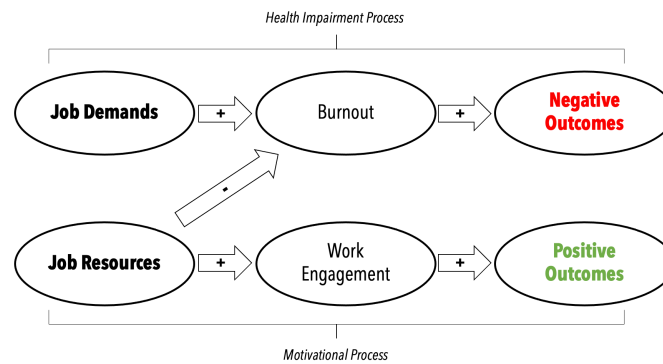 Health Impairment Process
Job Demands
+
Burnout
+
Negative
Outcomes
-
Job Resources
+
Work
Engagement
+
Positive
Outcomes
Motivational Process